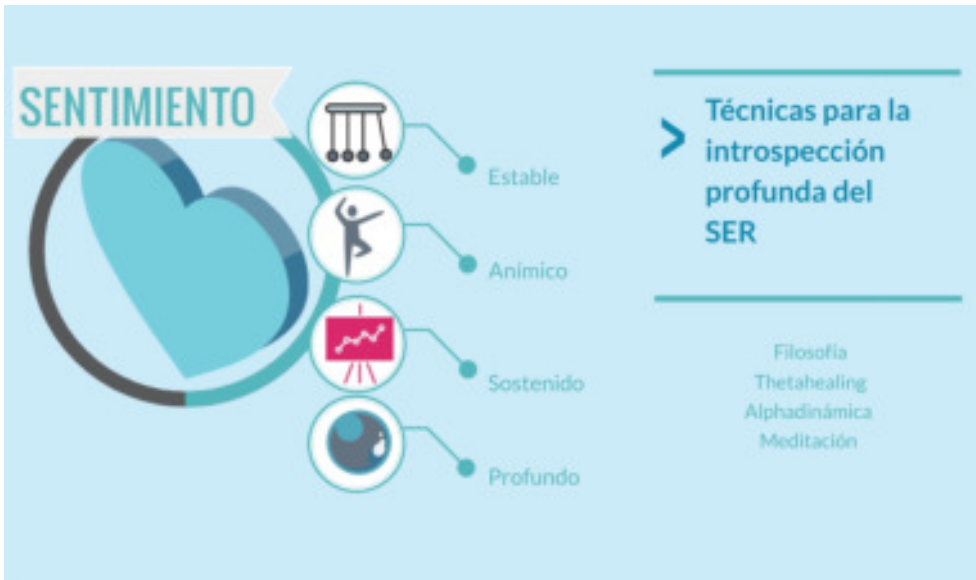 SENTIMIENTO
Estable
Anímico
Sostenido
Profundo
Técnicas para la
introspección
profunda del
SER
Filosofía
Thetahealing
Alphadinámica
Meditación